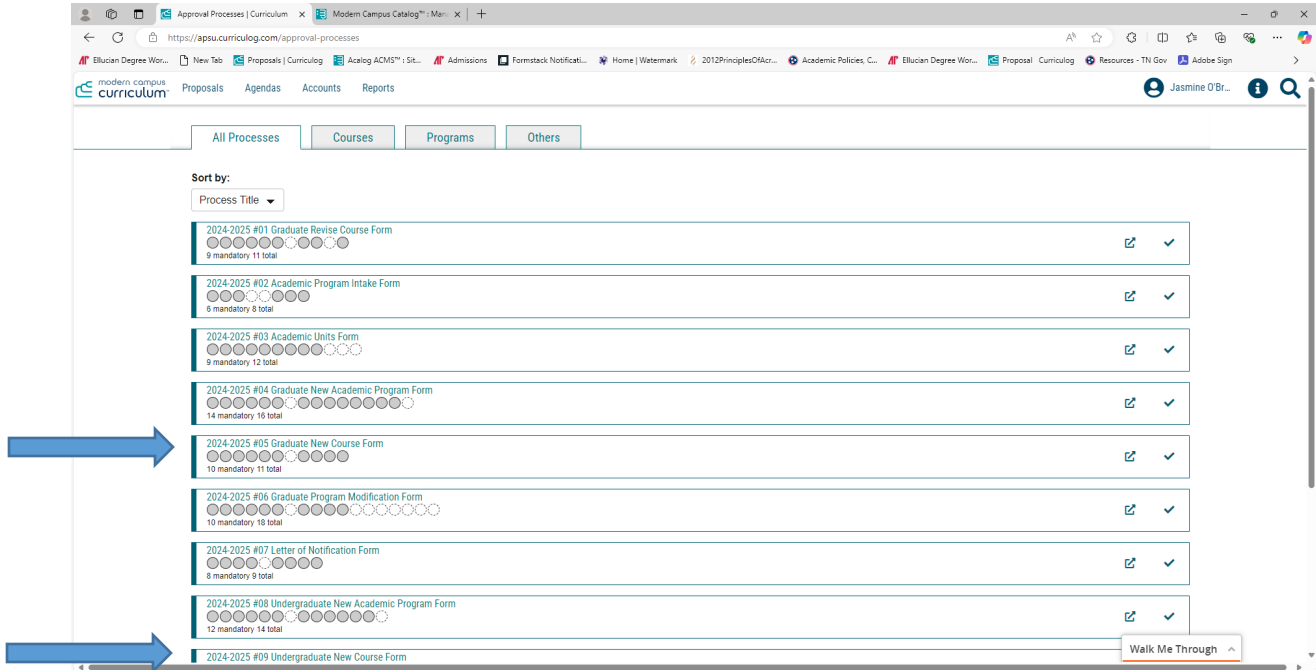 Approval Processes | Curriculum
Modern Campus Catalog™ : Man
https://apsu.curriculog.com/approval-processes
Ellucian Degree Wor... New Tab Proposals | Curriculog Acalog ACMS™ : Sit... Admissions Formstack Notificati... Home | Watermark 2012PrinciplesOfAcr... Academic Policies, C... Ellucian Degree Wor... Proposal Curriculog Resources - TN Gov Adobe Sign
modern campus
curriculum™ Proposals Agendas Accounts Reports Jasmine O'Br...
All Processes Courses Programs Others
Sort by:
Process Title
2024-2025 #01 Graduate Revise Course Form
9 mandatory 11 total
2024-2025 #02 Academic Program Intake Form
6 mandatory 8 total
2024-2025 #03 Academic Units Form
9 mandatory 12 total
2024-2025 #04 Graduate New Academic Program Form
14 mandatory 16 total
2024-2025 #05 Graduate New Course Form
10 mandatory 11 total
2024-2025 #06 Graduate Program Modification Form
10 mandatory 18 total
2024-2025 #07 Letter of Notification Form
8 mandatory 9 total
2024-2025 #08 Undergraduate New Academic Program Form
12 mandatory 14 total
Walk Me Through
2024-2025 #09 Undergraduate New Course Form